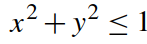 x² + y² ≤ 1